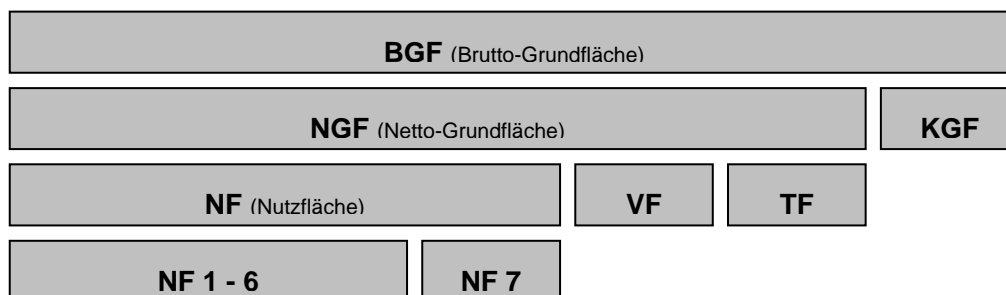 BGF (Brutto-Grundfläche)
NGF (Netto-Grundfläche) KGF
NF (Nutzfläche) VF TF
NF 1 - 6 NF 7